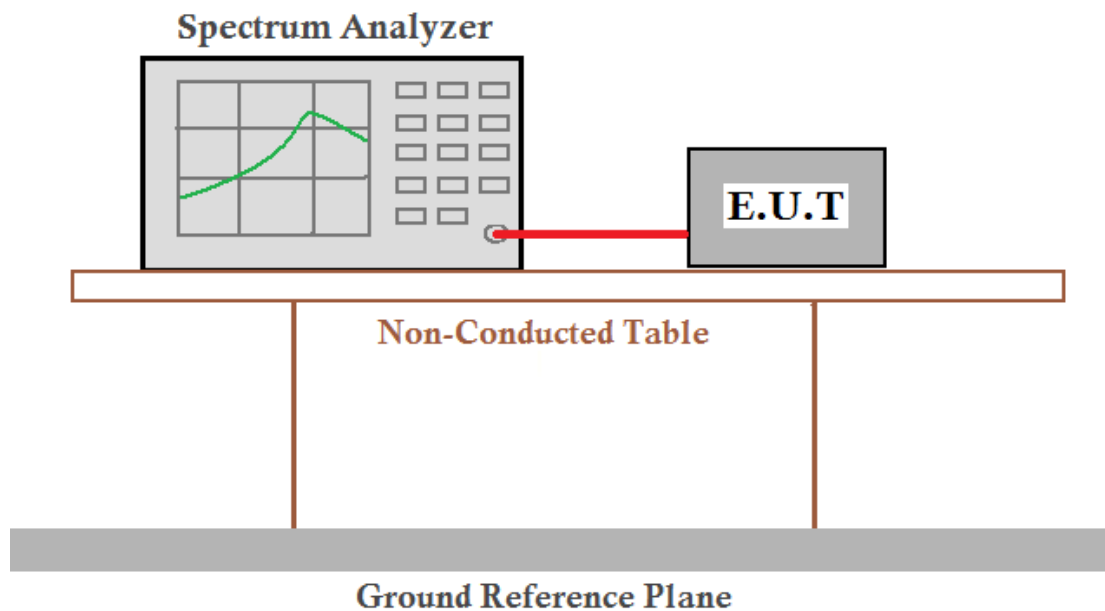 Spectrum Analyzer
E.U.T
Non-Conducted Table
Ground Reference Plane